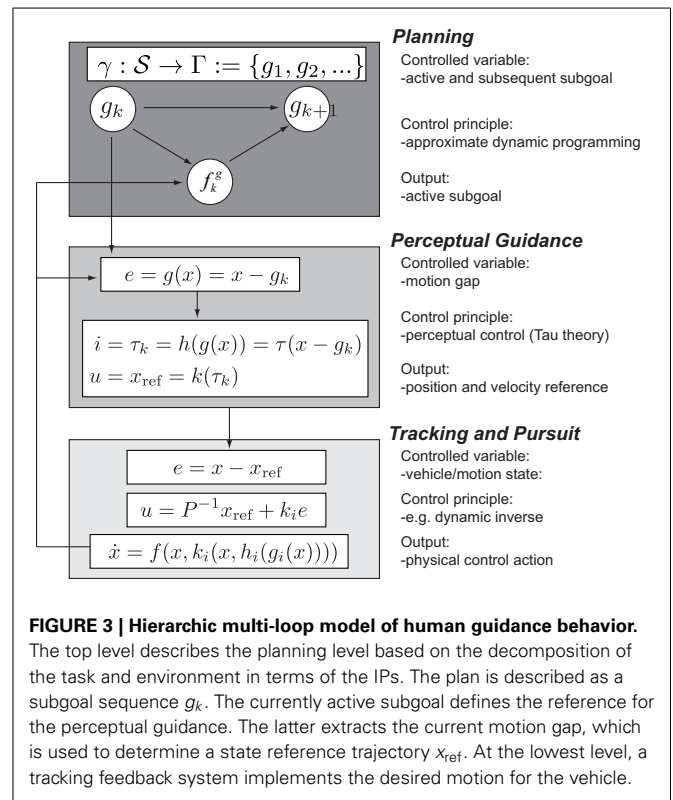 Planning
γ : S → Γ := {g1, g2, ...}
gk
gk+1
f^g_k
Controlled variable:
-active and subsequent subgoal
Control principle:
-approximate dynamic programming
Output:
-active subgoal
Perceptual Guidance
e = g(x) = x − gk
i = τk = h(g(x)) = τ(x − gk)
u = xref = k(τk)
Controlled variable:
-motion gap
Control principle:
-perceptual control (Tau theory)
Output:
-position and velocity reference
Tracking and Pursuit
e = x − xref
u = P⁻¹xref + kie
ẋ = f(x, ki(x, hi(gi(x))))
Controlled variable:
-vehicle/motion state:
Control principle:
-e.g. dynamic inverse
Output:
-physical control action
FIGURE 3 | Hierarchic multi-loop model of human guidance behavior.
The top level describes the planning level based on the decomposition of
the task and environment in terms of the IPs. The plan is described as a
subgoal sequence gk. The currently active subgoal defines the reference for
the perceptual guidance. The latter extracts the current motion gap, which
is used to determine a state reference trajectory xref. At the lowest level, a
tracking feedback system implements the desired motion for the vehicle.